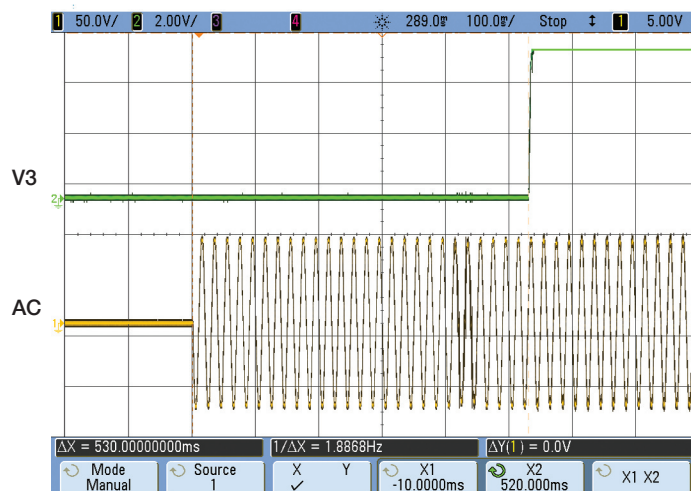 1 50.0V/ 2 2.00V/ 3 4 289.0ms 100.0ms/ Stop 1 5.00V
V3
2
AC
1
ΔX = 530.00000000ms 1/ΔX = 1.8868Hz ΔY(1) = 0.0V
Mode Manual
Source 1
X Y ✓
X1 -10.0000ms
X2 520.000ms
X1 X2